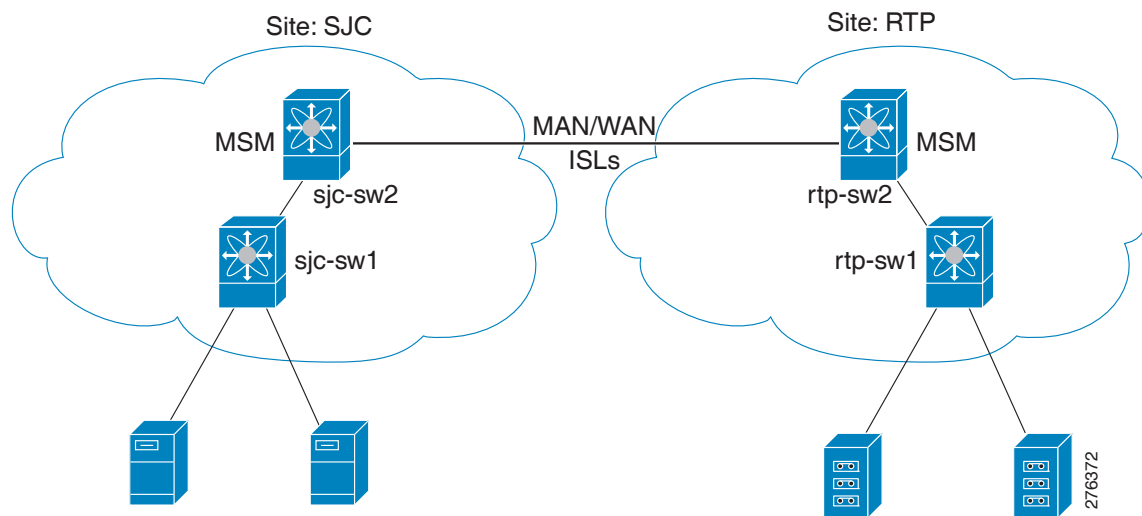 Site: SJC
Site: RTP
MSM
MAN/WAN
ISLs
MSM
sjc-sw2
rtp-sw2
sjc-sw1
rtp-sw1
276372